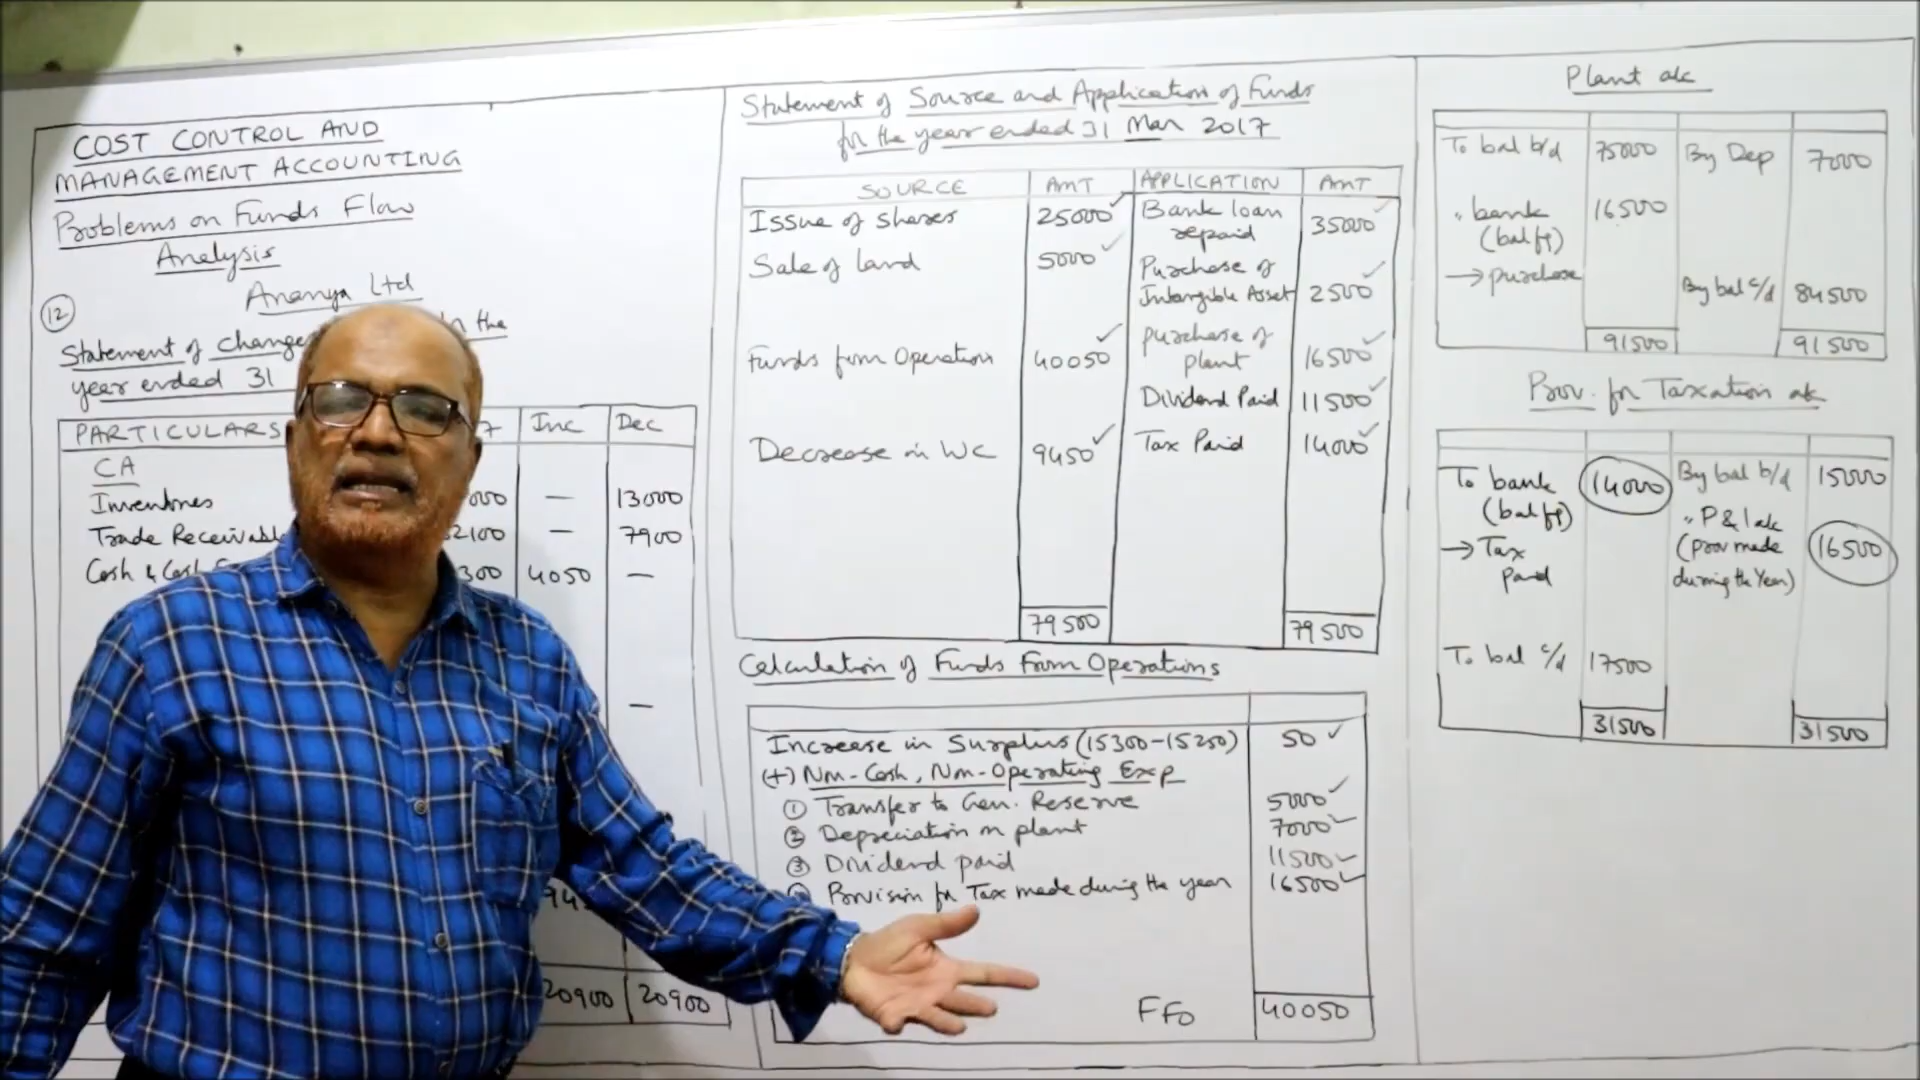 COST CONTROL AND
MANAGEMENT ACCOUNTING
Problems on Funds Flow
Analysis
Ananya Ltd
12
Statement of change the
year ended 31
PARTICULARS 7 Inc Dec
CA
Inventories 000 — 13000
Trade Receivabl 2100 — 7900
Cash & Cash 300 4050 —
—
945
20900 20900
Statement of Source and Application of Funds
for the year ended 31 Mar 2017
SOURCE AMT APPLICATION AMT
Issue of shares 25000 ✓ Bank loan
repaid 35000 ✓
Sale of land 5000 ✓ Purchase of
Intangible Asset 2500 ✓
Funds from Operation 40050 ✓ purchase of
plant 16500 ✓
Dividend Paid 11500 ✓
Decrease in WC 9450 ✓ Tax Paid 14000 ✓
79500 79500
Calculation of Funds From Operations
Increase in Surplus (15300-15250) 50 ✓
(+) Non-Cash, Non-Operating Exp
① Transfer to Gen. Reserve 5000 ✓
② Depreciation on plant 7000 ✓
③ Dividend paid 11500 ✓
Provision for Tax made during the year 16500 ✓
FFO 40050
Plant a/c
To bal b/d 75000 By Dep 7000
" bank 16500
(bal fg)
→ purchase
By bal c/d 84500
91500 91500
Prov. for Taxation a/c
To bank 14000 By bal b/d 15000
(bal fg) " P & L a/c
→ Tax (prov made 16500
paid during the Year)
To bal c/d 17500
31500 31500